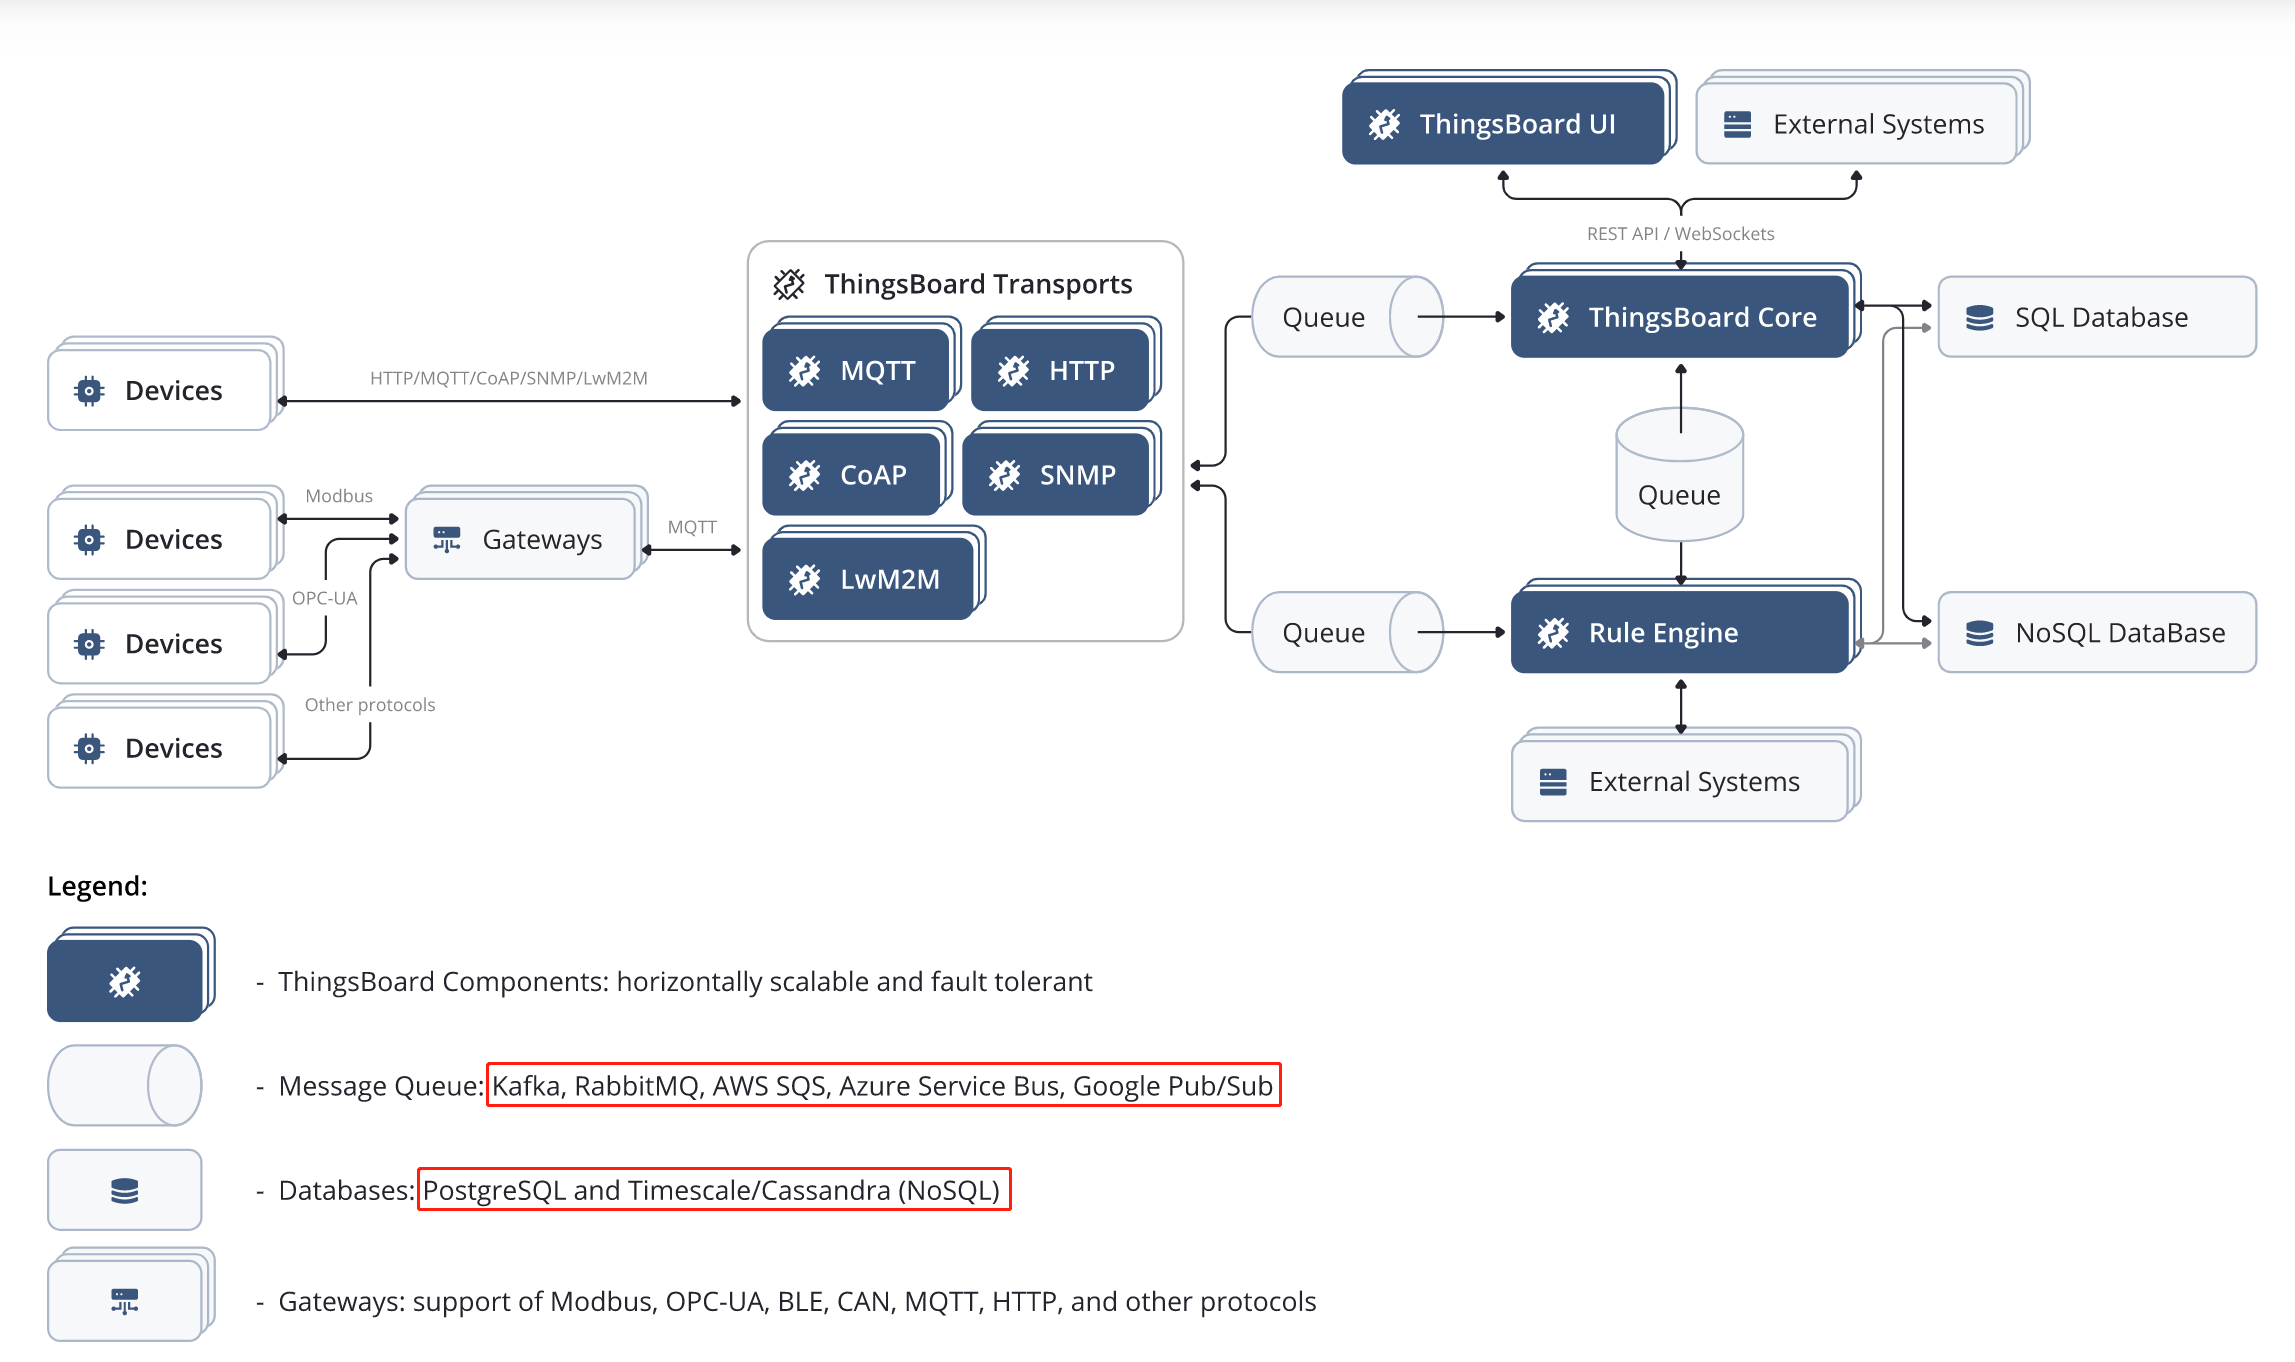 ThingsBoard UI
External Systems
REST API / WebSockets
ThingsBoard Transports
MQTT
HTTP
CoAP
SNMP
LwM2M
Queue
ThingsBoard Core
SQL Database
Devices
HTTP/MQTT/CoAP/SNMP/LwM2M
Queue
Devices
Modbus
Gateways
MQTT
OPC-UA
Devices
Other protocols
Devices
Queue
Rule Engine
NoSQL DataBase
External Systems
Legend:
- ThingsBoard Components: horizontally scalable and fault tolerant
- Message Queue: Kafka, RabbitMQ, AWS SQS, Azure Service Bus, Google Pub/Sub
- Databases: PostgreSQL and Timescale/Cassandra (NoSQL)
- Gateways: support of Modbus, OPC-UA, BLE, CAN, MQTT, HTTP, and other protocols